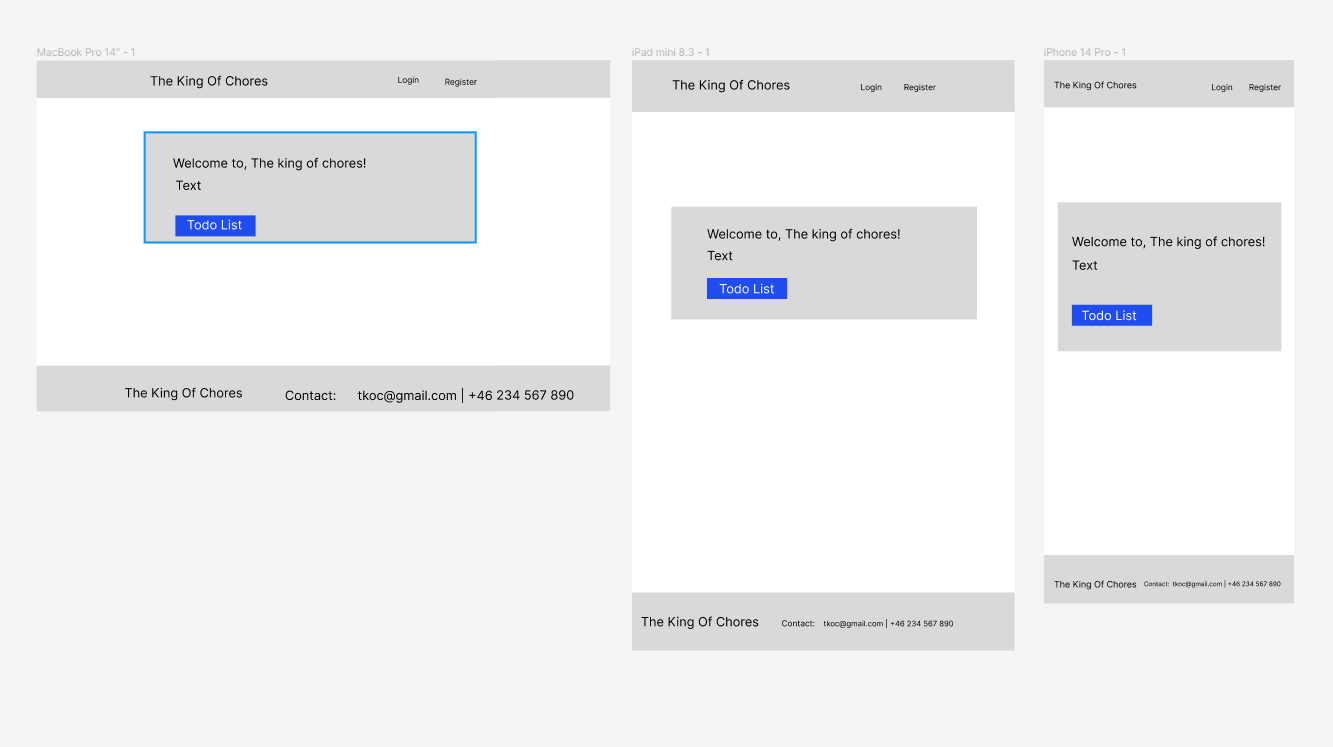 MacBook Pro 14" - 1
The King Of Chores
Login
Register
Welcome to, The king of chores!
Text
Todo List
The King Of Chores
Contact:
tkoc@gmail.com | +46 234 567 890
iPad mini 8.3 - 1
The King Of Chores
Login
Register
Welcome to, The king of chores!
Text
Todo List
The King Of Chores
Contact:
tkoc@gmail.com | +46 234 567 890
iPhone 14 Pro - 1
The King Of Chores
Login
Register
Welcome to, The king of chores!
Text
Todo List
The King Of Chores
Contact:
tkoc@gmail.com | +46 234 567 890